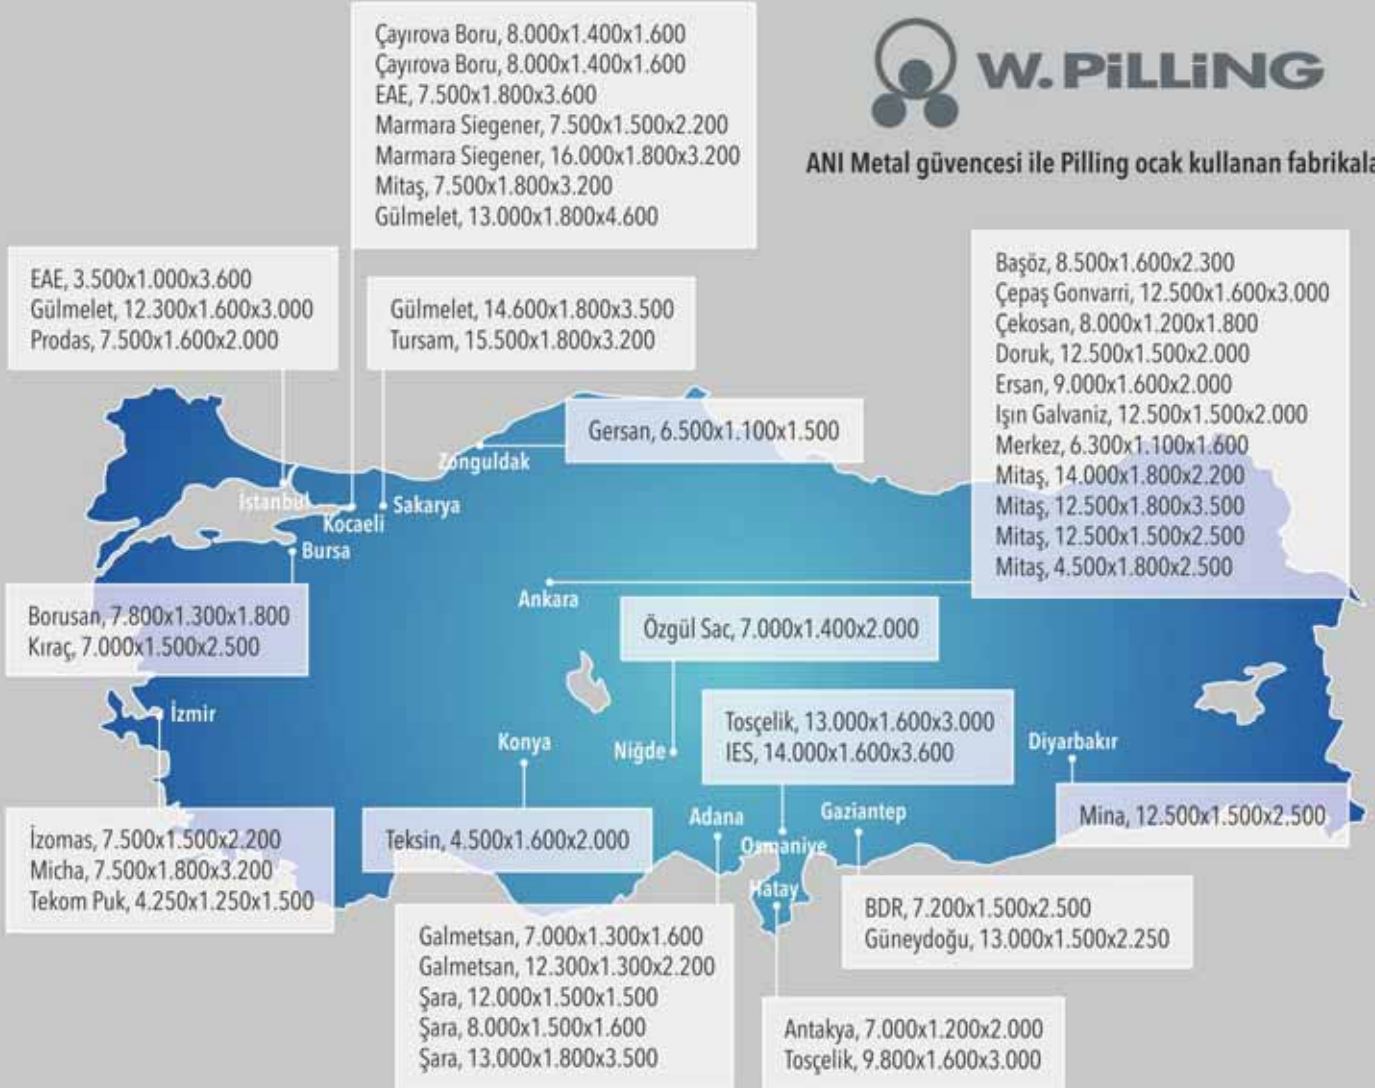 W.PiLLiNG
ANI Metal güvencesi ile Pilling ocak kullanan
Çayırova Boru, 8.000x1.400x1.600
Çayırova Boru, 8.000x1.400x1.600
EAE, 7.500x1.800x3.600
Marmara Siegener, 7.500x1.500x2.200
Marmara Siegener, 16.000x1.800x3.200
Mitaş, 7.500x1.800x3.200
Gülmelet, 13.000x1.800x4.600
EAE, 3.500x1.000x3.600
Gülmelet, 12.300x1.600x3.000
Prodas, 7.500x1.600x2.000
Gülmelet, 14.600x1.800x3.500
Tursam, 15.500x1.800x3.200
Başöz, 8.500x1.600x2.300
Çepaş Gonvarri, 12.500x1.600x3.000
Çekosan, 8.000x1.200x1.800
Doruk, 12.500x1.500x2.000
Ersan, 9.000x1.600x2.000
Işın Galvaniz, 12.500x1.500x2.000
Merkez, 6.300x1.100x1.600
Mitaş, 14.000x1.800x2.200
Mitaş, 12.500x1.800x3.500
Mitaş, 12.500x1.500x2.500
Mitaş, 4.500x1.800x2.500
Gersan, 6.500x1.100x1.500
Zonguldak
İstanbul
Kocaeli
Sakarya
Bursa
Ankara
Borusan, 7.800x1.300x1.800
Kıraç, 7.000x1.500x2.500
Özgül Sac, 7.000x1.400x2.000
İzmir
Konya
Niğde
Tosçelik, 13.000x1.600x3.000
IES, 14.000x1.600x3.600
Diyarbakır
İzomas, 7.500x1.500x2.200
Micha, 7.500x1.800x3.200
Tekom Puk, 4.250x1.250x1.500
Teksin, 4.500x1.600x2.000
Adana
Osmaniye
Gaziantep
Mina, 12.500x1.500x2.500
Hatay
Galmetsan, 7.000x1.300x1.600
Galmetsan, 12.300x1.300x2.200
Şara, 12.000x1.500x1.500
Şara, 8.000x1.500x1.600
Şara, 13.000x1.800x3.500
BDR, 7.200x1.500x2.500
Güneydoğu, 13.000x1.500x2.250
Antakya, 7.000x1.200x2.000
Tosçelik, 9.800x1.600x3.000